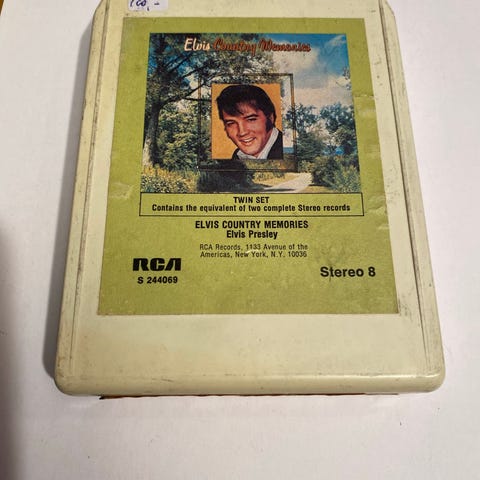 100,-
Elvis Country Memories
TWIN SET
Contains the equivalent of two complete Stereo records
ELVIS COUNTRY MEMORIES
Elvis Presley
RCA Records, 1133 Avenue of the
Americas, New York, N.Y. 10036
RCA
S 244069
Stereo 8